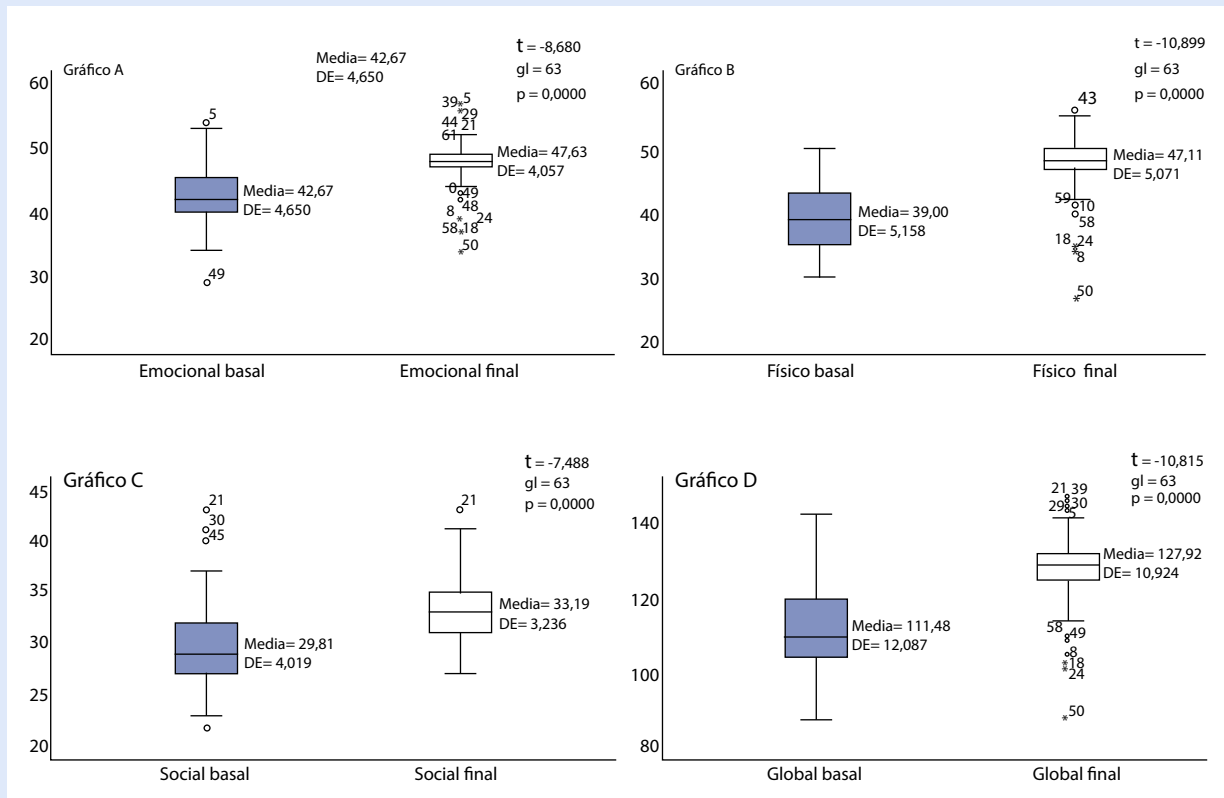 Gráfico A
Media= 42,67
DE= 4,650
t = -8,680
gl = 63
p = 0,0000
60
50
40
30
20
5
49
Media= 42,67
DE= 4,650
39 5
29
44 21
61
Media= 47,63
DE= 4,057
0
49
8 48
24
58 18
50
Emocional basal
Emocional final
Gráfico B
t = -10,899
gl = 63
p = 0,0000
60
50
40
30
20
Media= 39,00
DE= 5,158
43
Media= 47,11
DE= 5,071
59 10
58
18 24
8
50
Físico basal
Físico final
Gráfico C
t = -7,488
gl = 63
p = 0,0000
45
40
35
30
25
20
21
30
45
Media= 29,81
DE= 4,019
21
Media= 33,19
DE= 3,236
Social basal
Social final
Gráfico D
t = -10,815
gl = 63
p = 0,0000
140
120
100
80
Media= 111,48
DE= 12,087
21 39
29 30
5
Media= 127,92
DE= 10,924
58 49
8
18
24
50
Global basal
Global final